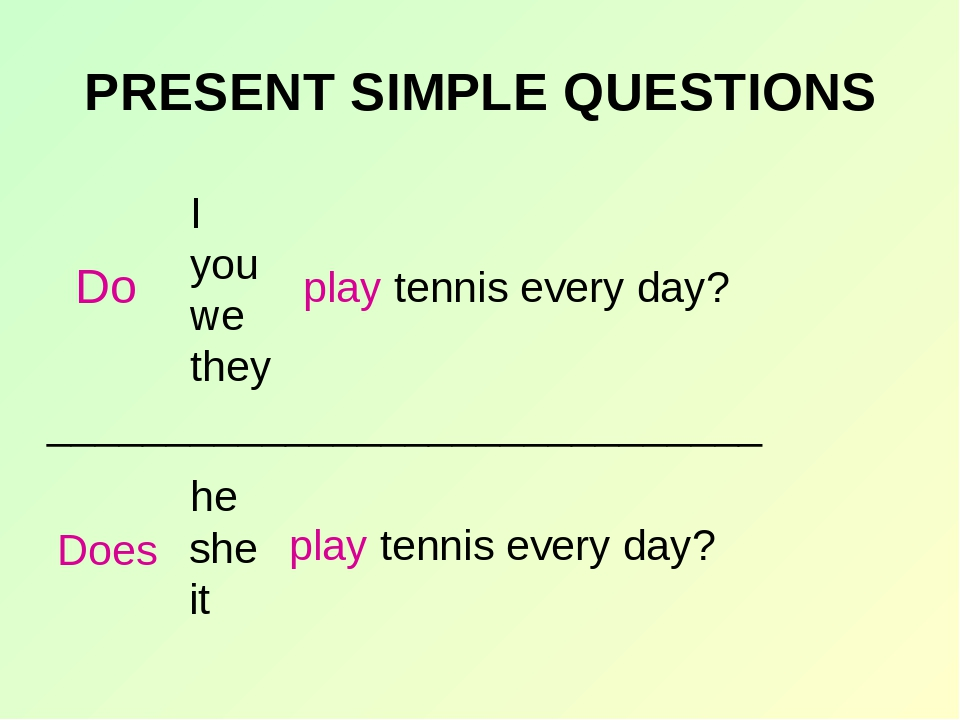 PRESENT SIMPLE QUESTIONS
I
you
Do
play tennis every day?
we
they
______________________________
he
she
Does
play tennis every day?
it